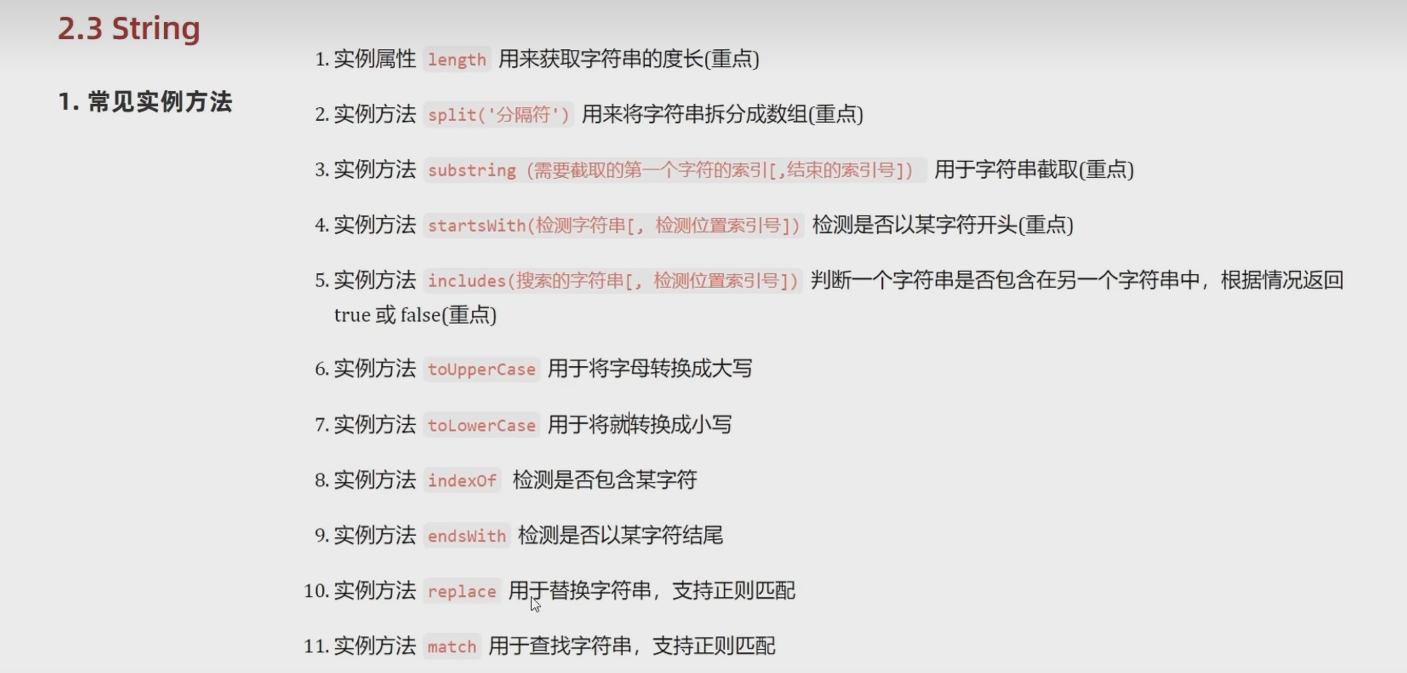 2.3 String
1. 常见实例方法
1. 实例属性 length 用来获取字符串的度长(重点)
2. 实例方法 split('分隔符') 用来将字符串拆分成数组(重点)
3. 实例方法 substring（需要截取的第一个字符的索引[,结束的索引号]） 用于字符串截取(重点)
4. 实例方法 startsWith(检测字符串[, 检测位置索引号]) 检测是否以某字符开头(重点)
5. 实例方法 includes(搜索的字符串[, 检测位置索引号]) 判断一个字符串是否包含在另一个字符串中，根据情况返回
true 或 false(重点)
6. 实例方法 toUpperCase 用于将字母转换成大写
7. 实例方法 toLowerCase 用于将就转换成小写
8. 实例方法 indexOf 检测是否包含某字符
9. 实例方法 endsWith 检测是否以某字符结尾
10. 实例方法 replace 用于替换字符串，支持正则匹配
11. 实例方法 match 用于查找字符串，支持正则匹配